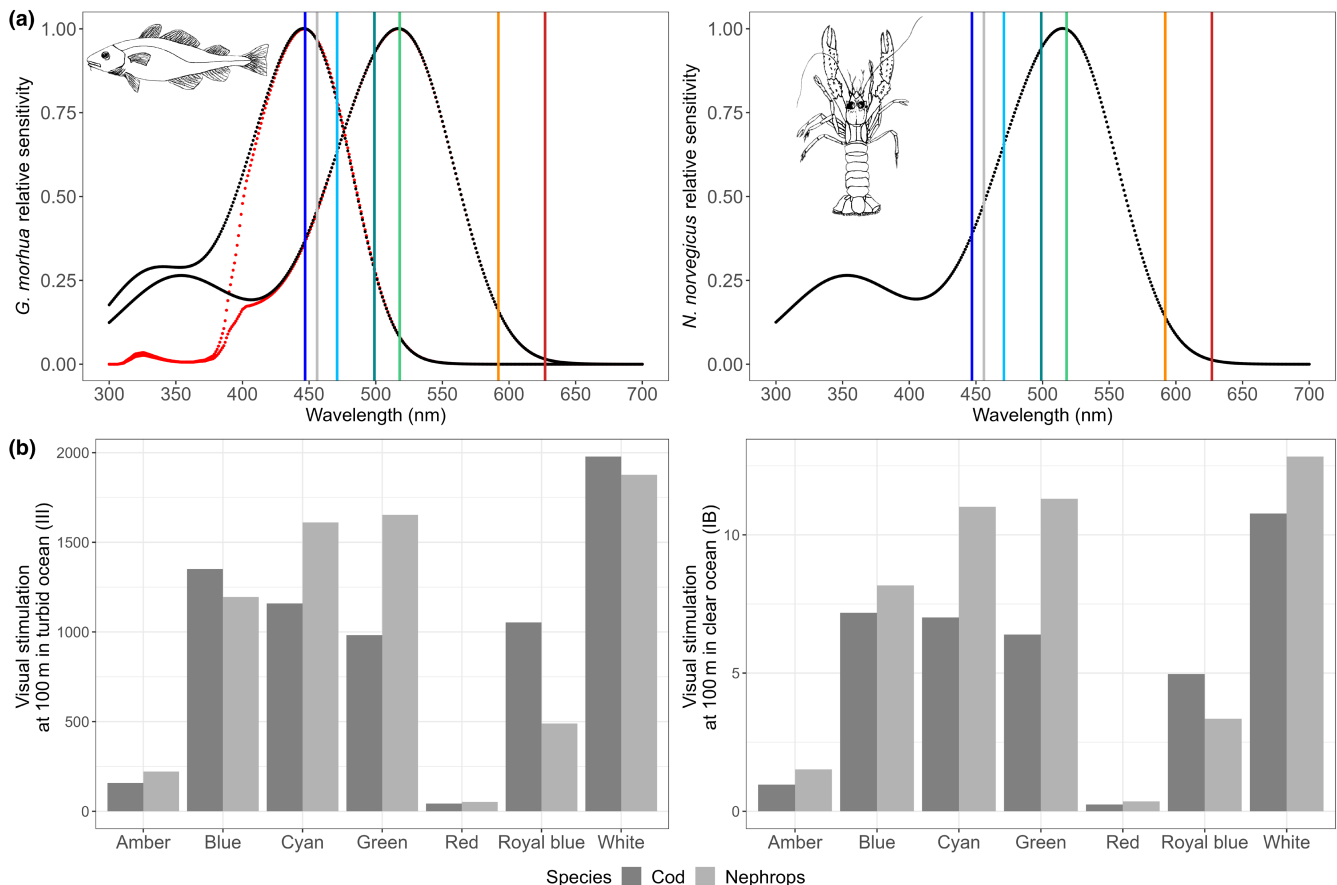 (a)
G. morhua relative sensitivity
1.00
0.75
0.50
0.25
0.00
300 350 400 450 500 550 600 650 700
Wavelength (nm)
N. norvegicus relative sensitivity
1.00
0.75
0.50
0.25
0.00
300 350 400 450 500 550 600 650 700
Wavelength (nm)
(b)
Visual stimulation
at 100 m in turbid ocean (III)
2000
1500
1000
500
0
Amber Blue Cyan Green Red Royal blue White
Visual stimulation
at 100 m in clear ocean (IB)
10
5
0
Amber Blue Cyan Green Red Royal blue White
Species Cod Nephrops